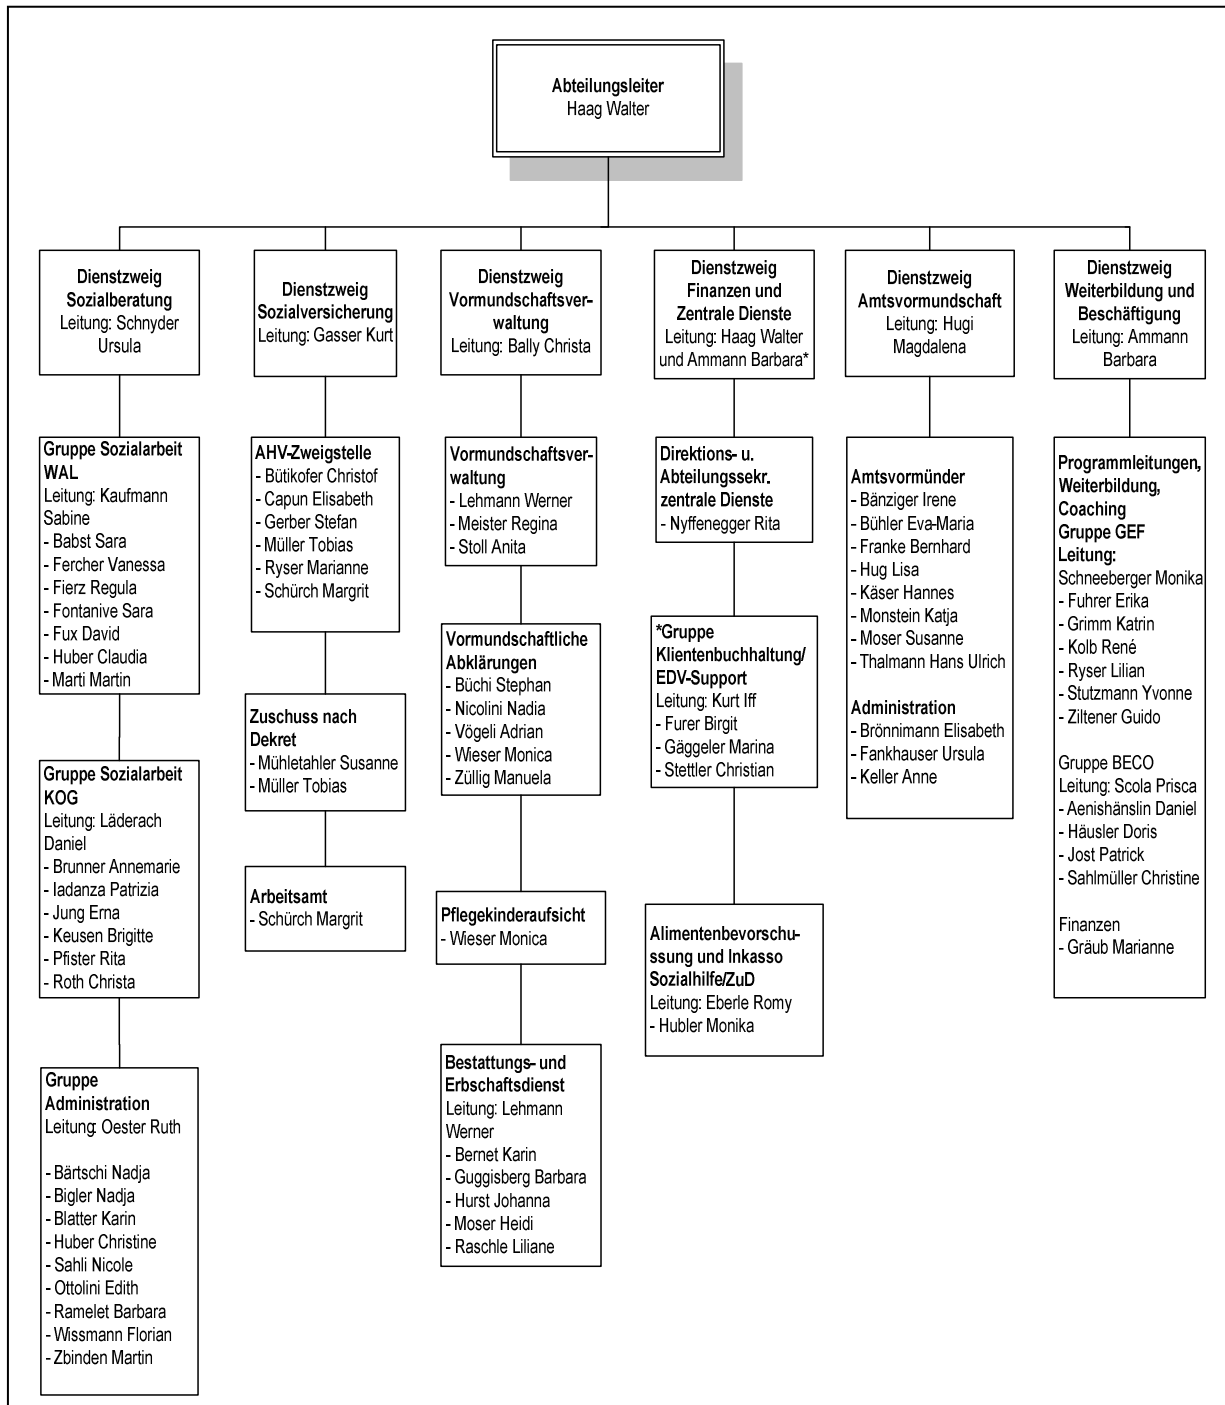 Abteilungsleiter
Haag Walter
Dienstzweig
Sozialberatung
Leitung: Schnyder
Ursula
Dienstzweig
Sozialversicherung
Leitung: Gasser Kurt
Dienstzweig
Vormundschaftsver-
waltung
Leitung: Bally Christa
Dienstzweig
Finanzen und
Zentrale Dienste
Leitung: Haag Walter
und Ammann Barbara*
Dienstzweig
Amtsvormundschaft
Leitung: Hugi
Magdalena
Dienstzweig
Weiterbildung und
Beschäftigung
Leitung: Ammann
Barbara
Gruppe Sozialarbeit
WAL
Leitung: Kaufmann
Sabine
- Babst Sara
- Fercher Vanessa
- Fierz Regula
- Fontanive Sara
- Fux David
- Huber Claudia
- Marti Martin
Gruppe Sozialarbeit
KOG
Leitung: Läderach
Daniel
- Brunner Annemarie
- Iadanza Patrizia
- Jung Erna
- Keusen Brigitte
- Pfister Rita
- Roth Christa
Gruppe
Administration
Leitung: Oester Ruth
- Bärtschi Nadja
- Bigler Nadja
- Blatter Karin
- Huber Christine
- Sahli Nicole
- Ottolini Edith
- Ramelet Barbara
- Wissmann Florian
- Zbinden Martin
AHV-Zweigstelle
- Bütikofer Christof
- Capun Elisabeth
- Gerber Stefan
- Müller Tobias
- Ryser Marianne
- Schürch Margrit
Zuschuss nach
Dekret
- Mühletahler Susanne
- Müller Tobias
Arbeitsamt
- Schürch Margrit
Vormundschaftsver-
waltung
- Lehmann Werner
- Meister Regina
- Stoll Anita
Vormundschaftliche
Abklärungen
- Büchi Stephan
- Nicolini Nadia
- Vögeli Adrian
- Wieser Monica
- Züllig Manuela
Pflegekinderaufsicht
- Wieser Monica
Bestattungs- und
Erbschaftsdienst
Leitung: Lehmann
Werner
- Bernet Karin
- Guggisberg Barbara
- Hurst Johanna
- Moser Heidi
- Raschle Liliane
Direktions- u.
Abteilungssekr.
zentrale Dienste
- Nyffenegger Rita
*Gruppe
Klientenbuchhaltung/
EDV-Support
Leitung: Kurt Iff
- Furer Birgit
- Gäggeler Marina
- Stettler Christian
Alimentenbevorschu-
ssung und Inkasso
Sozialhilfe/ZuD
Leitung: Eberle Romy
- Hubler Monika
Amtsvormünder
- Bänziger Irene
- Bühler Eva-Maria
- Franke Bernhard
- Hug Lisa
- Käser Hannes
- Monstein Katja
- Moser Susanne
- Thalmann Hans Ulrich
Administration
- Brönnimann Elisabeth
- Fankhauser Ursula
- Keller Anne
Programmleitungen,
Weiterbildung,
Coaching
Gruppe GEF
Leitung:
Schneeberger Monika
- Fuhrer Erika
- Grimm Katrin
- Kolb René
- Ryser Lilian
- Stutzmann Yvonne
- Ziltener Guido
Gruppe BECO
Leitung: Scola Prisca
- Aenishänslin Daniel
- Häusler Doris
- Jost Patrick
- Sahlmüller Christine
Finanzen
- Gräub Marianne